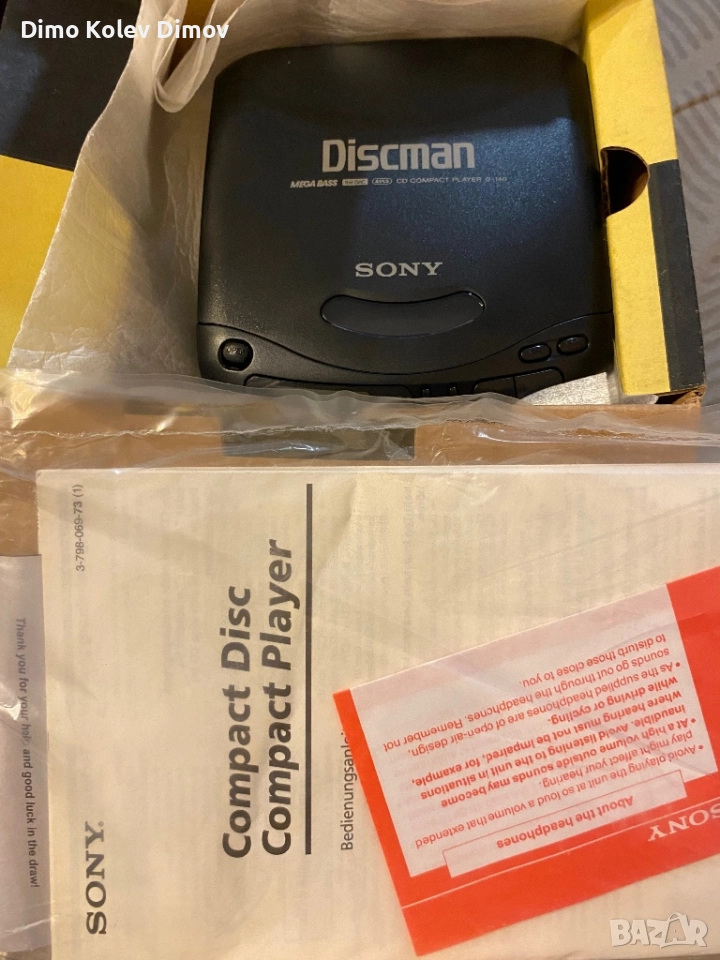 Dimo Kolev Dimov
Discman
MEGA BASS AVLS CD COMPACT PLAYER D-140
SONY
3-798-069-73 (1)
Compact Disc
Compact Player
Bedienungsanlei
SONY®
Thank you for your help and good luck in the draw!
SONY
About the headphones
• Avoid playing the unit at so loud a volume that extended
play might affect your hearing.
• At a high volume outside sounds may become
inaudible. Avoid listening to the unit in situations
where hearing must not be impaired, for example,
while driving or cycling.
• As the supplied headphones are of open-air design,
sounds go out through the headphones. Remember not
to disturb those close to you.
BAZAR